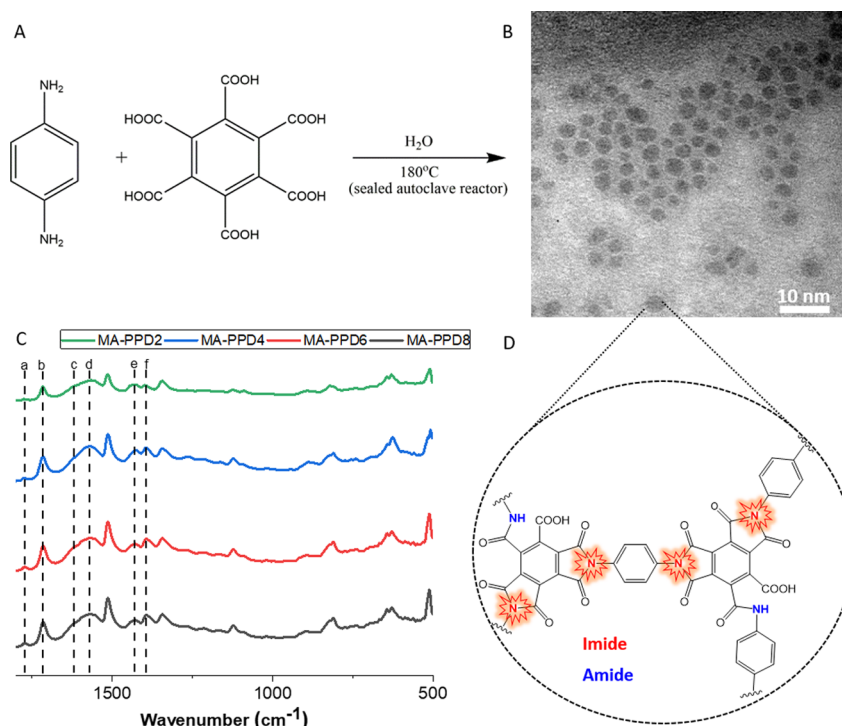 A
NH2
NH2
+
COOH
HOOC
COOH
HOOC
COOH
COOH
H2O
180°C
(sealed autoclave reactor)
B
10 nm
C
MA-PPD2 MA-PPD4 MA-PPD6 MA-PPD8
a b c d e f
1500 1000 500
Wavenumber (cm-1)
D
N
O
O
NH
COOH
O
O
O
O
N
N
O
O
N
O
O
O
COOH
O
NH
Imide
Amide